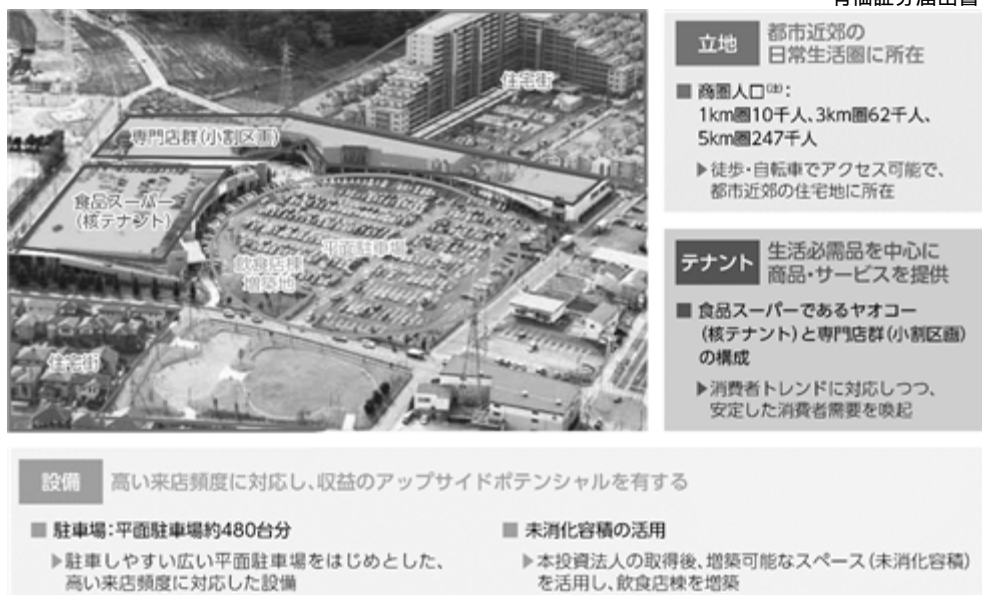 有価証券届出書
住宅街
専門店群(小割区画)
食品スーパー
(核テナント)
平面駐車場
飲食店棟
増築地
住宅街
立地
都市近郊の
日常生活圏に所在
■ 商圏人口(注)：
1km圏10千人、3km圏62千人、
5km圏247千人
▶徒歩・自転車でアクセス可能で、
都市近郊の住宅地に所在
テナント
生活必需品を中心に
商品・サービスを提供
■ 食品スーパーであるヤオコー
(核テナント)と専門店群(小割区画)
の構成
▶消費者トレンドに対応しつつ、
安定した消費者需要を喚起
設備
高い来店頻度に対応し、収益のアップサイドポテンシャルを有する
■ 駐車場：平面駐車場約480台分
▶駐車しやすい広い平面駐車場をはじめとした、
高い来店頻度に対応した設備
■ 未消化容積の活用
▶本投資法人の取得後、増築可能なスペース(未消化容積)
を活用し、飲食店棟を増築